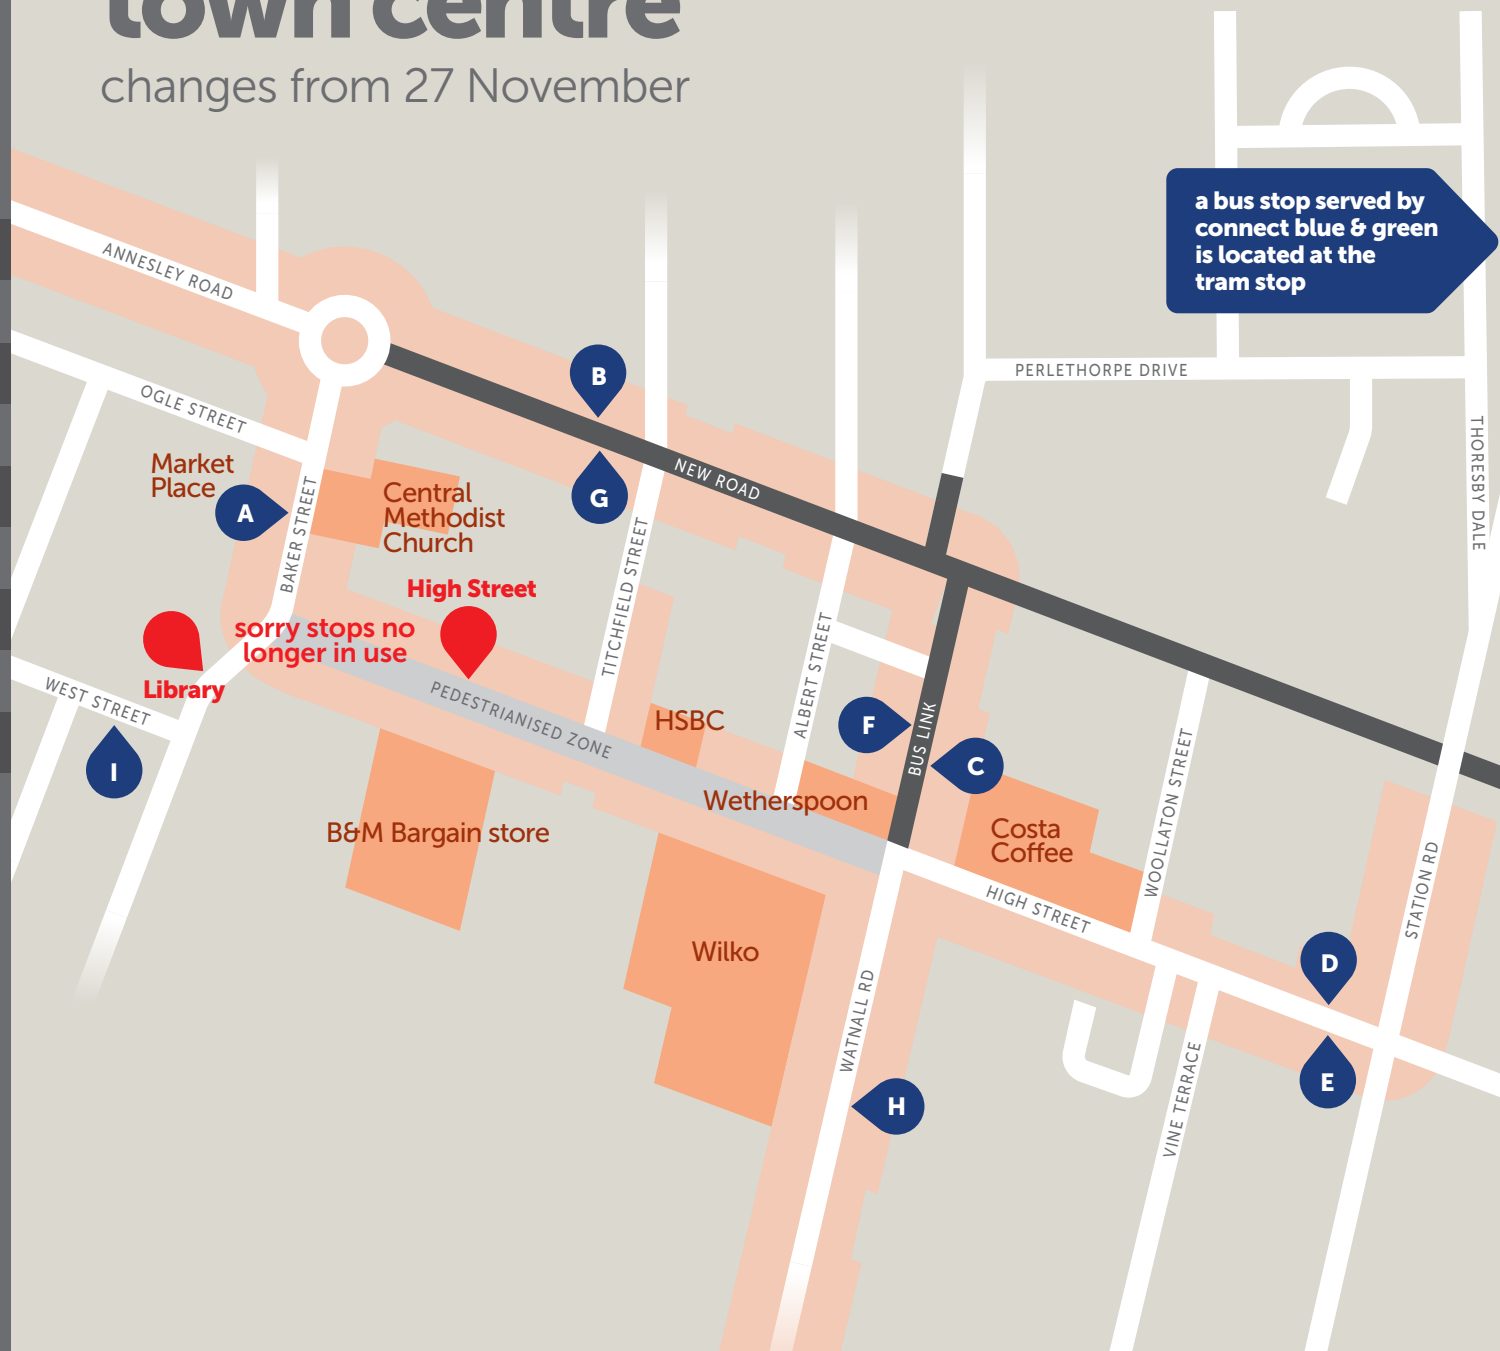 town centre
changes from 27 November
a bus stop served by
connect blue & green
is located at the
tram stop
ANNESLEY ROAD
OGLE STREET
B
PERLETHORPE DRIVE
THORESBY DALE
Market
Place
A
BAKER STREET
Central
Methodist
Church
G
NEW ROAD
TITCHFIELD STREET
High Street
sorry stops no
longer in use
Library
WEST STREET
I
PEDESTRIANISED ZONE
HSBC
ALBERT STREET
F
BUS LINK
C
Wetherspoon
B&M Bargain store
Costa
Coffee
WOOLLATON STREET
HIGH STREET
STATION RD
Wilko
WATNALL RD
D
E
H
VINE TERRACE